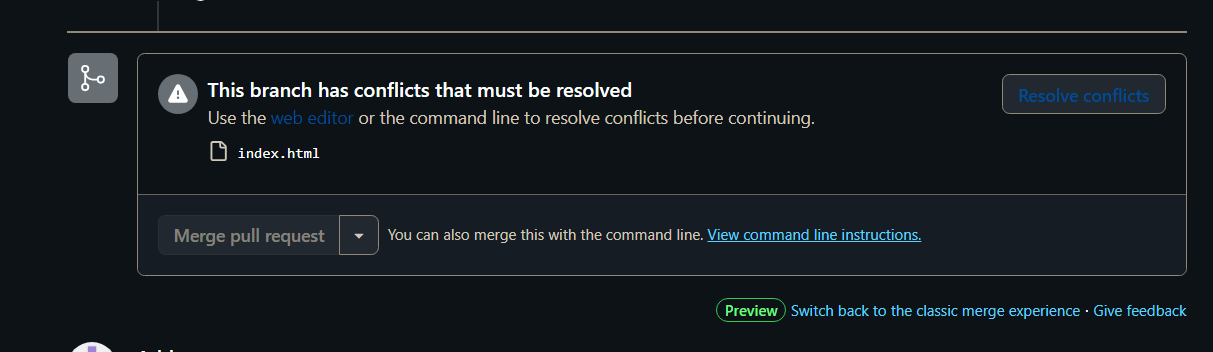 This branch has conflicts that must be resolved
Resolve conflicts
Use the web editor or the command line to resolve conflicts before continuing.
index.html
Merge pull request
You can also merge this with the command line. View command line instructions.
Preview Switch back to the classic merge experience · Give feedback